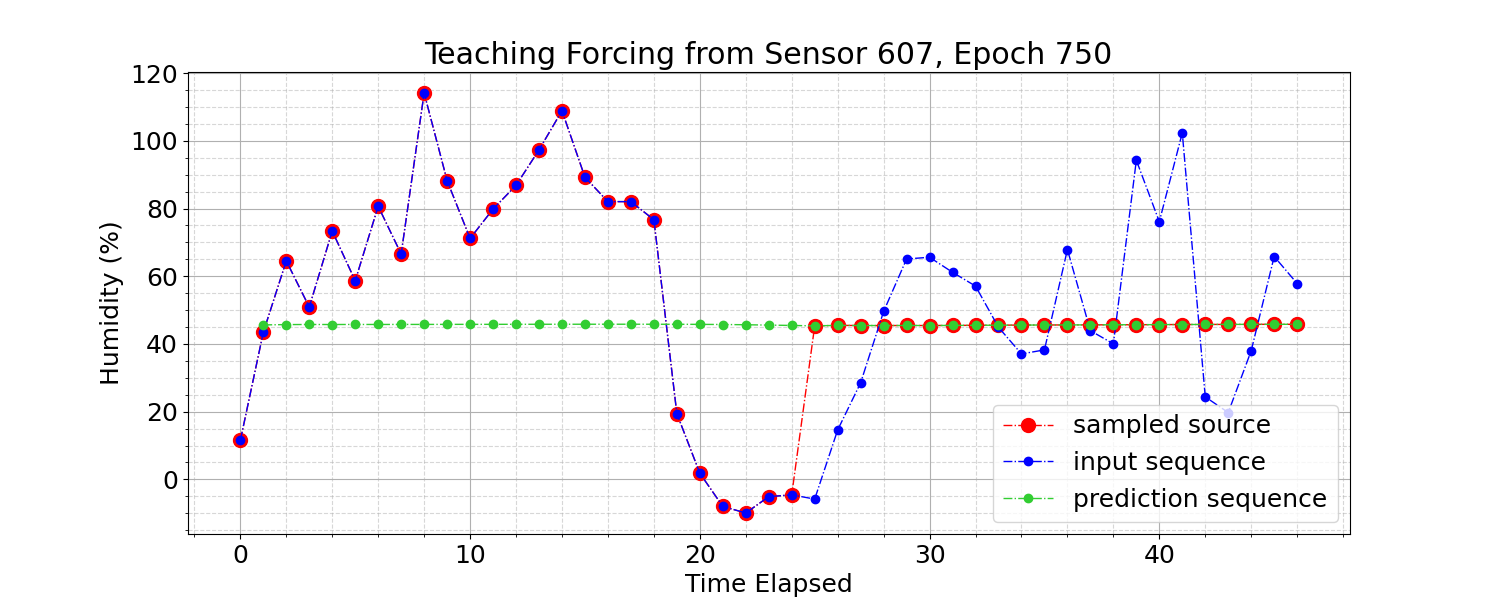 Teaching Forcing from Sensor 607, Epoch 750
120
100
80
60
40
20
0
Humidity (%)
0 10 20 30 40
Time Elapsed
sampled source
input sequence
prediction sequence